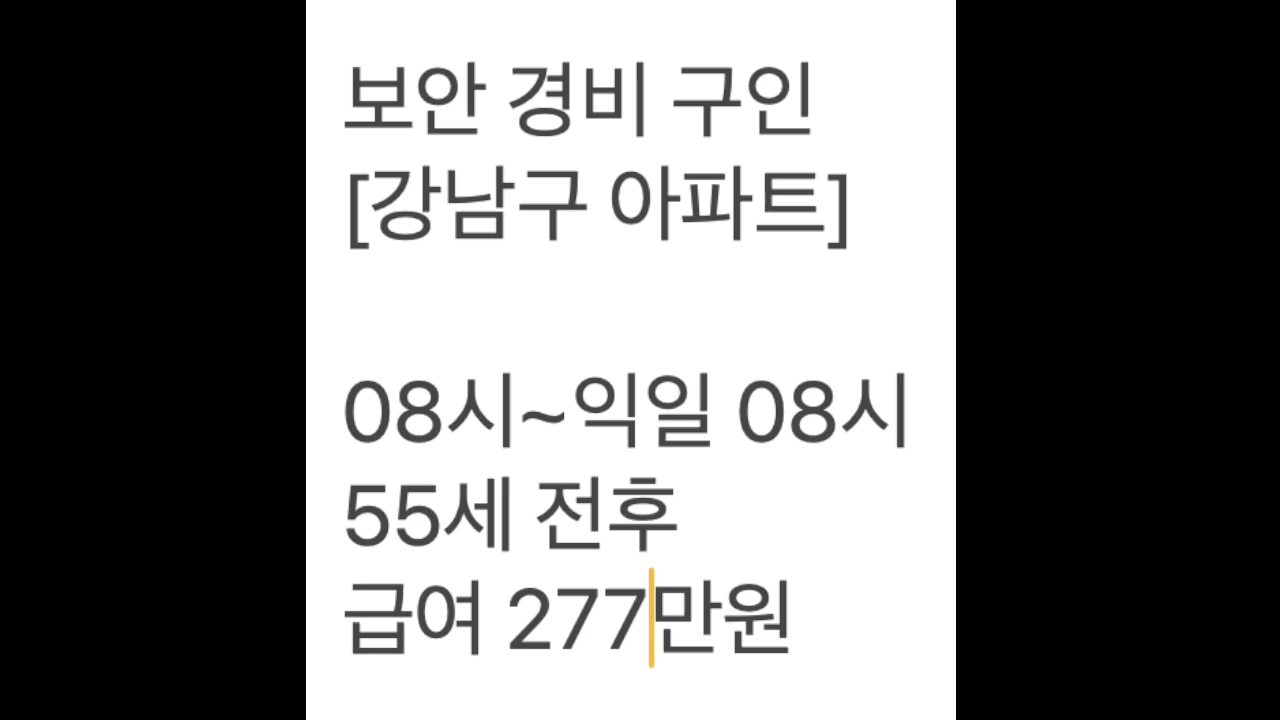 보안 경비 구인
[강남구 아파트]
08시~익일 08시
55세 전후
급여 277만원